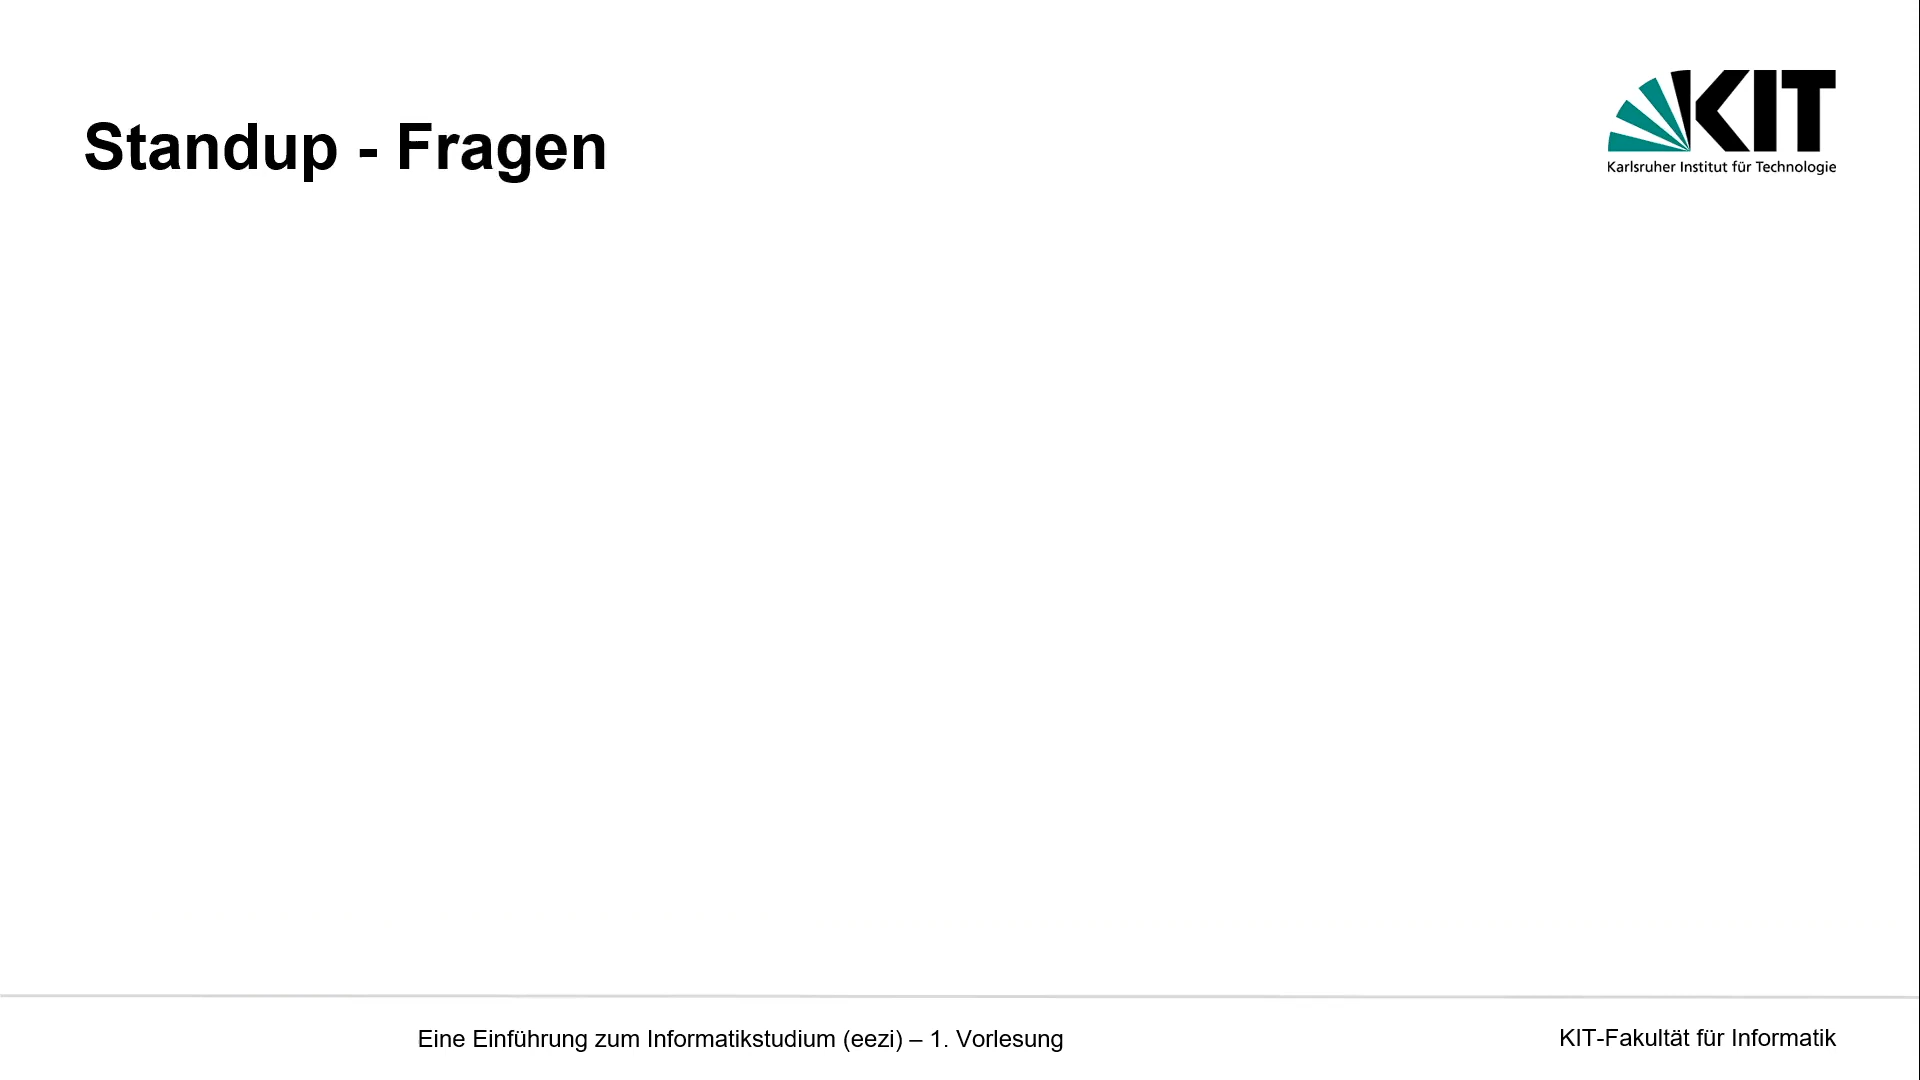 Standup - Fragen
KIT
Karlsruher Institut für Technologie
Eine Einführung zum Informatikstudium (eezi) – 1. Vorlesung
KIT-Fakultät für Informatik